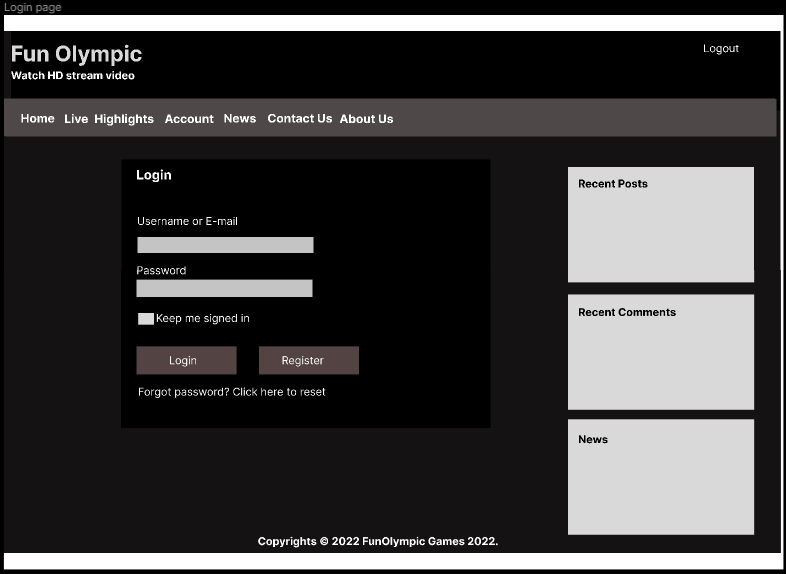 Login page
Fun Olympic
Logout
Watch HD stream video
Home Live Highlights Account News Contact Us About Us
Login
Username or E-mail
Password
Keep me signed in
Login Register
Forgot password? Click here to reset
Recent Posts
Recent Comments
News
Copyrights © 2022 FunOlympic Games 2022.